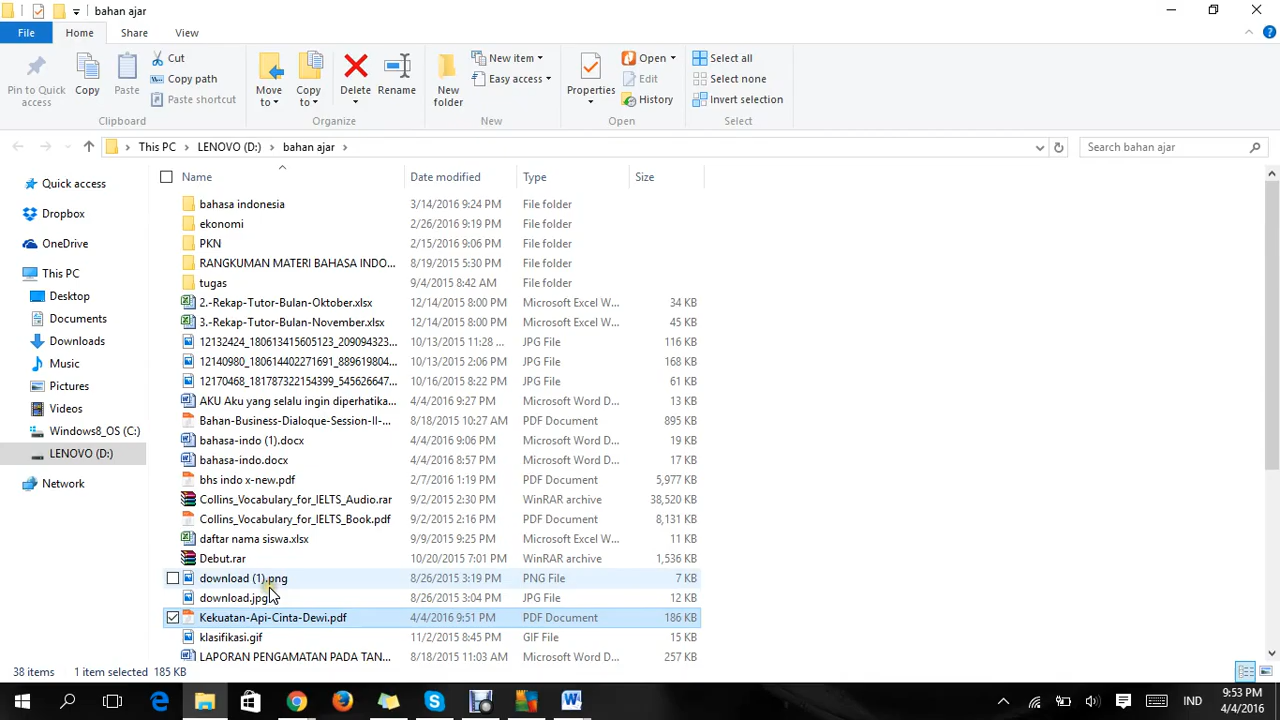 bahan ajar
File Home Share View
Pin to Quick access
Copy
Paste
Cut
Copy path
Paste shortcut
Clipboard
Move to
Copy to
Delete
Rename
Organize
New folder
New item
Easy access
New
Properties
Open
Edit
History
Open
Select all
Select none
Invert selection
Select
This PC LENOVO (D:) bahan ajar
Search bahan ajar
Quick access
Dropbox
OneDrive
This PC
Desktop
Documents
Downloads
Music
Pictures
Videos
Windows8_OS (C:)
LENOVO (D:)
Network
Name Date modified Type Size
bahasa indonesia 3/14/2016 9:24 PM File folder
ekonomi 2/26/2016 9:19 PM File folder
PKN 2/15/2016 9:06 PM File folder
RANGKUMAN MATERI BAHASA INDO... 8/19/2015 5:30 PM File folder
tugas 9/4/2015 8:42 AM File folder
2.-Rekap-Tutor-Bulan-Oktober.xlsx 12/14/2015 8:00 PM Microsoft Excel W... 34 KB
3.-Rekap-Tutor-Bulan-November.xlsx 12/14/2015 8:00 PM Microsoft Excel W... 45 KB
12132424_180613415605123_209094323... 10/13/2015 11:28 ... JPG File 116 KB
12140980_180614402271691_889619804... 10/13/2015 2:06 PM JPG File 168 KB
12170468_181787322154399_545626647... 10/16/2015 8:22 PM JPG File 61 KB
AKU Aku yang selalu ingin diperhatika... 4/4/2016 9:27 PM Microsoft Word D... 13 KB
Bahan-Business-Dialoque-Session-II-... 8/18/2015 10:27 AM PDF Document 895 KB
bahasa-indo (1).docx 4/4/2016 9:06 PM Microsoft Word D... 19 KB
bahasa-indo.docx 4/4/2016 8:57 PM Microsoft Word D... 17 KB
bhs indo x-new.pdf 2/7/2016 1:19 PM PDF Document 5,977 KB
Collins_Vocabulary_for_IELTS_Audio.rar 9/2/2015 2:30 PM WinRAR archive 38,520 KB
Collins_Vocabulary_for_IELTS_Book.pdf 9/2/2015 2:16 PM PDF Document 8,131 KB
daftar nama siswa.xlsx 9/9/2015 9:25 PM Microsoft Excel W... 11 KB
Debut.rar 10/20/2015 7:01 PM WinRAR archive 1,536 KB
download (1).png 8/26/2015 3:19 PM PNG File 7 KB
download.jpg 8/26/2015 3:04 PM JPG File 12 KB
Kekuatan-Api-Cinta-Dewi.pdf 4/4/2016 9:51 PM PDF Document 186 KB
klasifikasi.gif 11/2/2015 8:45 PM GIF File 15 KB
LAPORAN PENGAMATAN PADA TAN... 8/18/2015 11:03 AM Microsoft Word D... 257 KB
38 items 1 item selected 185 KB
IND
9:53 PM
4/4/2016